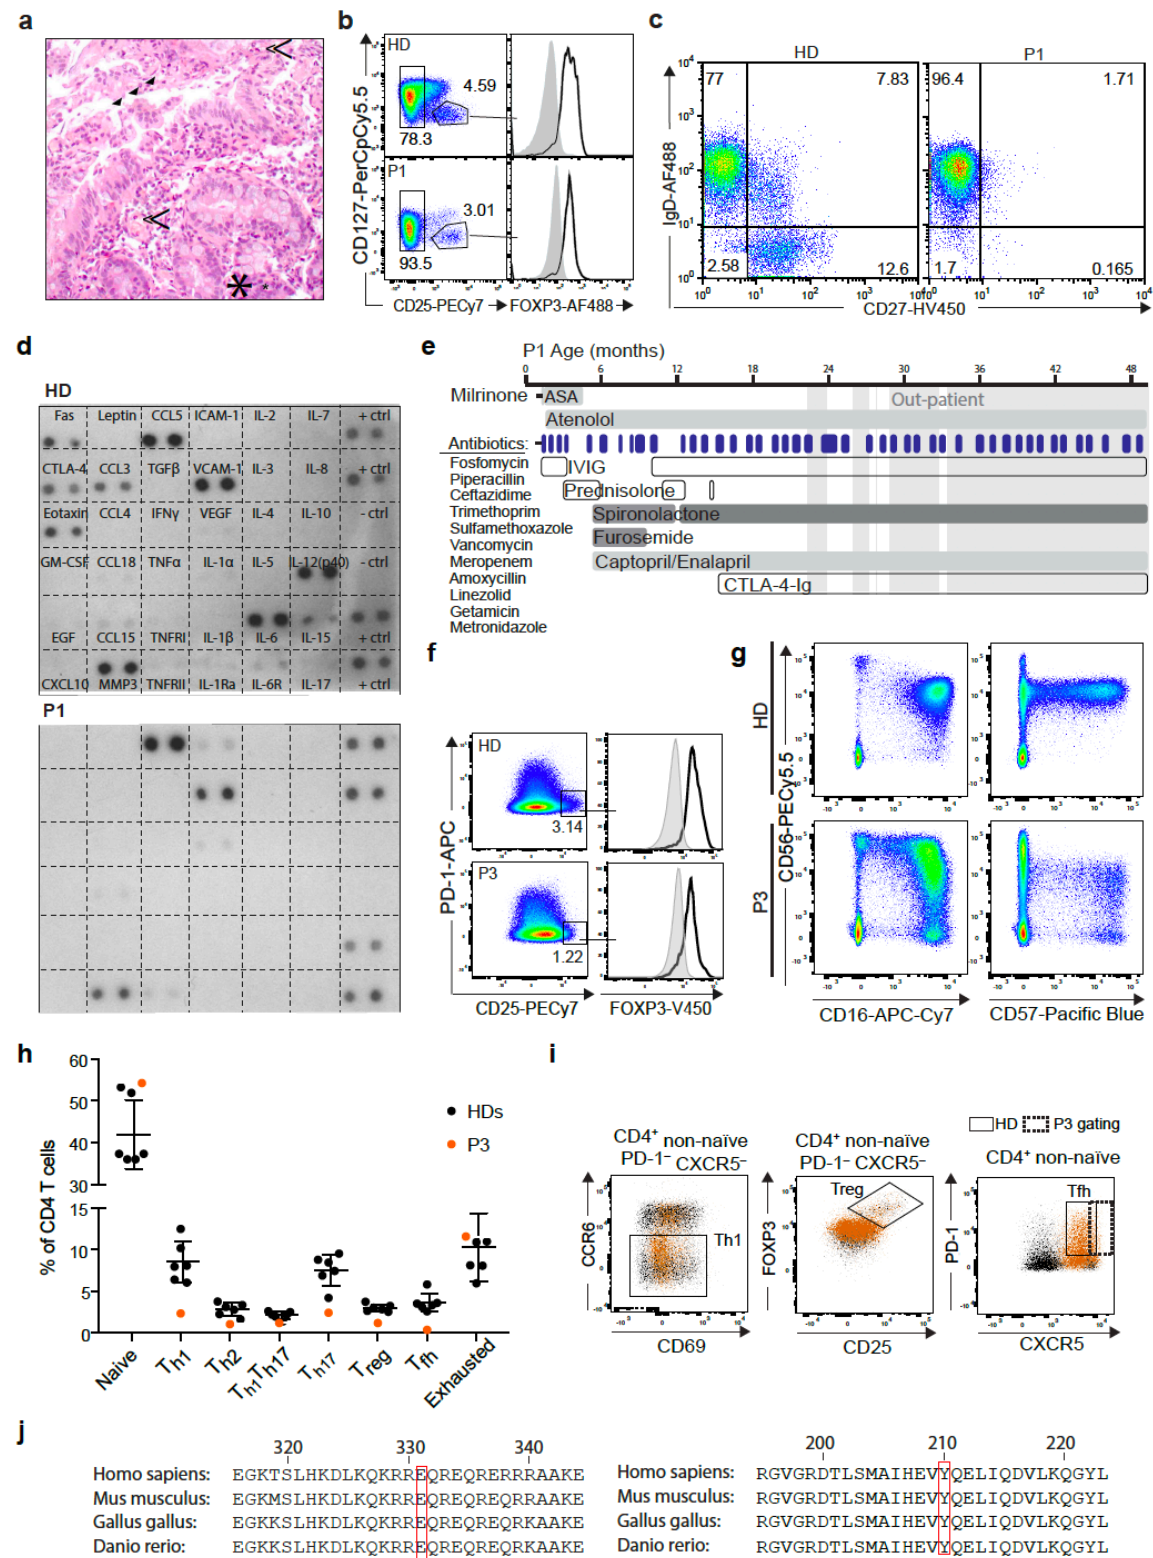 a
b
HD
4.59
78.3
P1
3.01
93.5
CD127-PerCpCy5.5
CD25-PECy7
FOXP3-AF488
c
HD
P1
77
7.83
2.58
12.6
96.4
1.71
1.7
0.165
IgD-AF488
CD27-HV450
d
HD
Fas Leptin CCL5 ICAM-1 IL-2 IL-7 + ctrl
CTLA-4 CCL3 TGFβ VCAM-1 IL-3 IL-8 + ctrl
Eotaxin CCL4 IFNγ VEGF IL-4 IL-10 - ctrl
GM-CSF CCL18 TNFα IL-1α IL-5 IL-12(p40) - ctrl
EGF CCL15 TNFRI IL-1β IL-6 IL-15 + ctrl
CXCL10 MMP3 TNFRII IL-1Ra IL-6R IL-17 + ctrl
P1
e
P1 Age (months)
0 6 12 18 24 30 36 42 48
Milrinone
ASA
Out-patient
Atenolol
Antibiotics:
Fosfomycin
Piperacillin
Ceftazidime
Trimethoprim
Sulfamethoxazole
Vancomycin
Meropenem
Amoxycillin
Linezolid
Getamicin
Metronidazole
IVIG
Prednisolone
Spironolactone
Furosemide
Captopril/Enalapril
CTLA-4-Ig
f
HD
3.14
P3
1.22
PD-1-APC
CD25-PECy7
FOXP3-V450
g
HD
P3
CD56-PECy5.5
CD16-APC-Cy7
CD57-Pacific Blue
h
% of CD4 T cells
60
50
40
30
15
10
5
0
HDs
P3
Naive
Th1
Th2
Th1Th17
Th17
Treg
Tfh
Exhausted
i
HD P3 gating
CD4+ non-naïve
PD-1– CXCR5–
CCR6
Th1
CD69
CD4+ non-naïve
PD-1– CXCR5–
FOXP3
Treg
CD25
CD4+ non-naïve
PD-1
Tfh
CXCR5
j
320 330 340
Homo sapiens: EGKTSLHKDLKQKRREQREQRERRRAAKE
Mus musculus: EGKMSLHKDLKQKRREQREQREQRRAAKE
Gallus gallus: EGKSSLHKDLKQKRREQREQREQRRAAKE
Danio rerio: EGKKSLHKDLKQKRREQREQRERRKAAKE
200 210 220
Homo sapiens: RGVGRDTLSMAIHEVYQELIQDVLKQGYL
Mus musculus: RGVGRDTLSMAIHEVYQELIQDVLKQGYL
Gallus gallus: RGVGRDTLSMAIHEVYQELIQDVLKQGYL
Danio rerio: RGVGRDTLSMAIHEVYQELIQDVLKQGYL